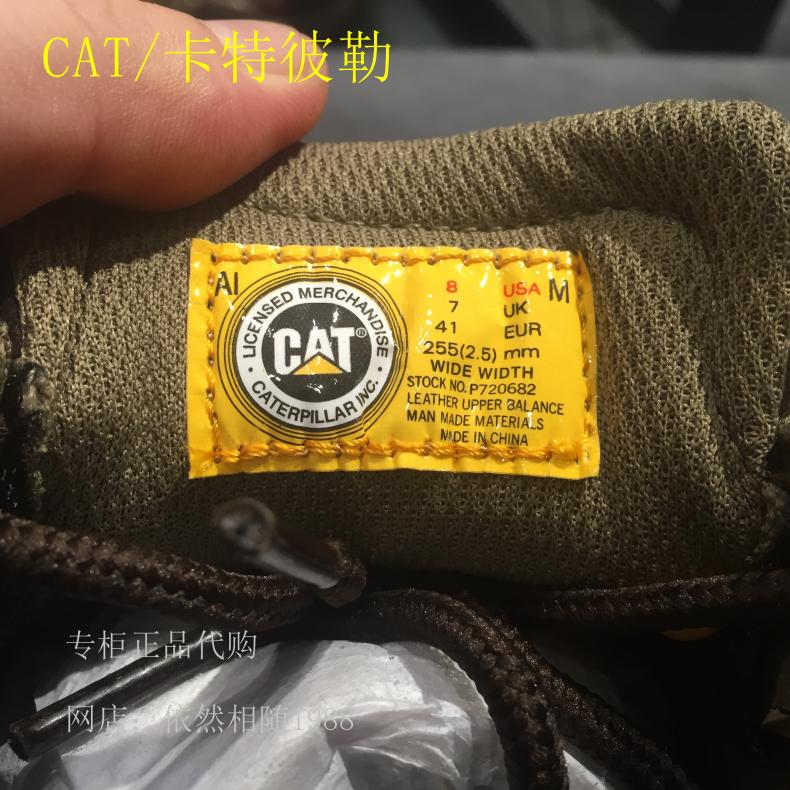 CAT/卡特彼勒
AI
LICENSED MERCHANDISE
CAT®
CATERPILLAR INC.
8 USA M
7 UK
41 EUR
255(2.5) mm
WIDE WIDTH
STOCK NO. P720682
LEATHER UPPER BALANCE
MAN MADE MATERIALS
MADE IN CHINA
专柜正品代购
网店 依然相随1988